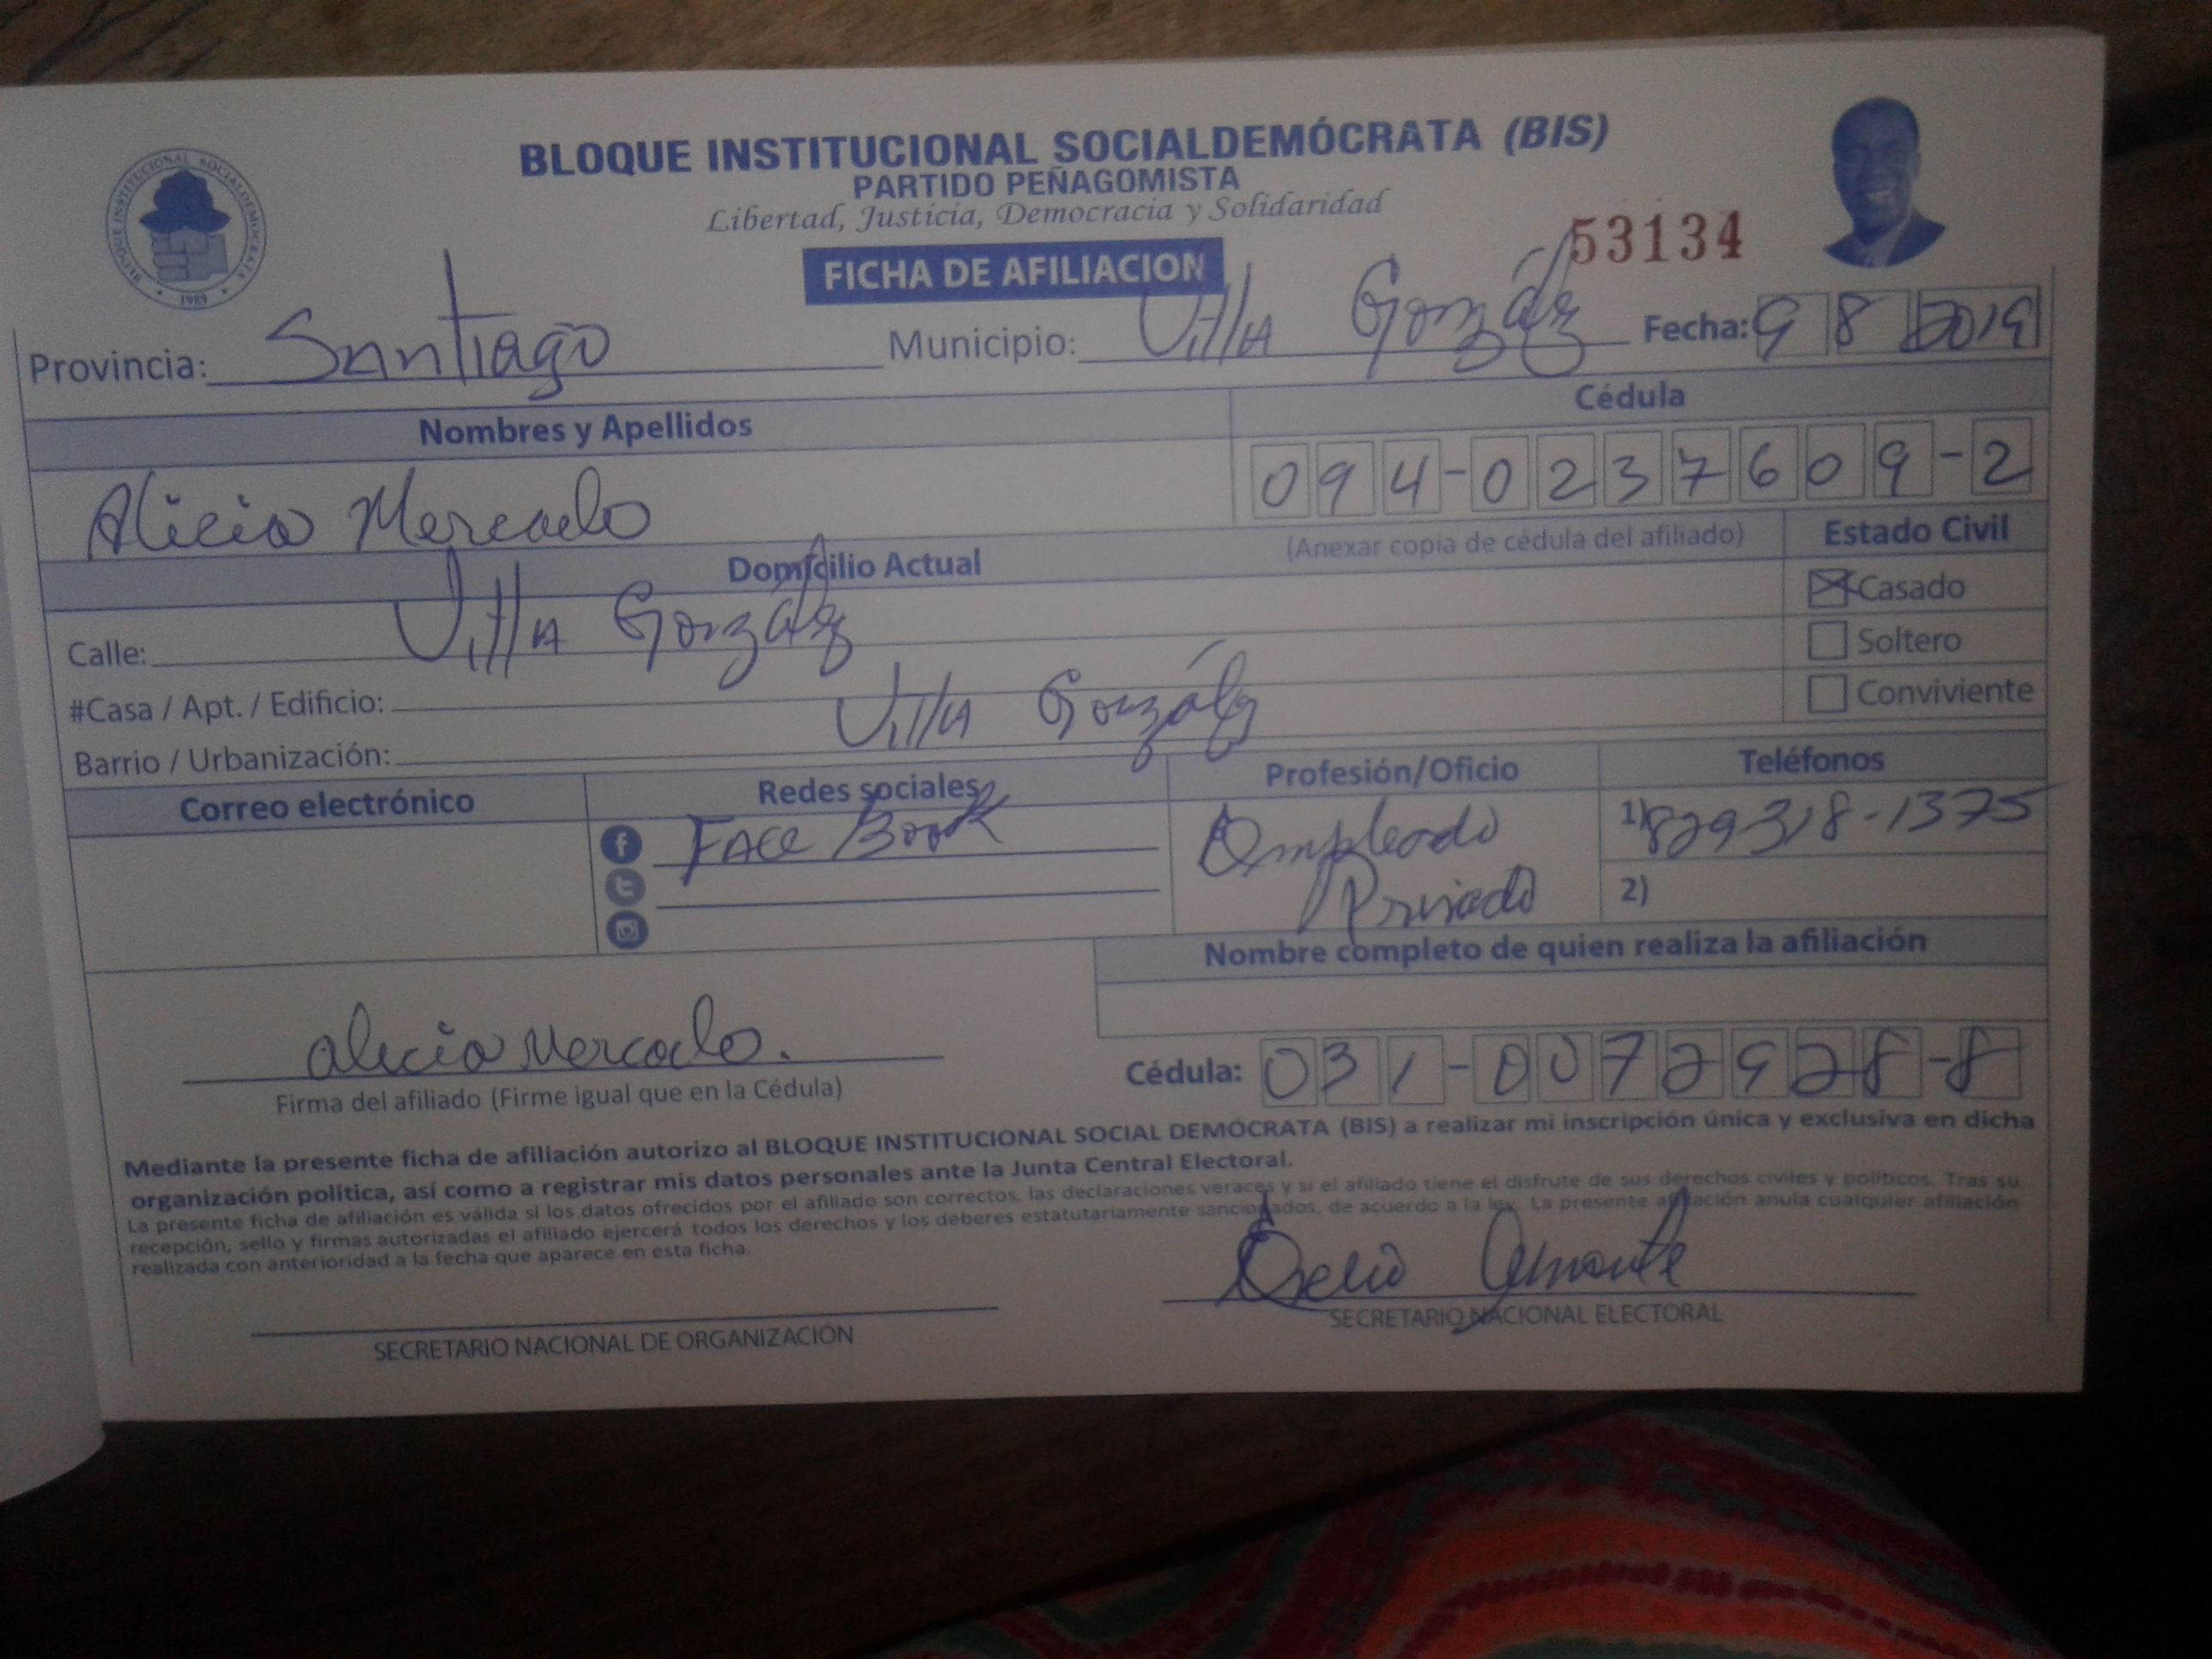 BLOQUE INSTITUCIONAL SOCIALDEMÓCRATA (BIS)
PARTIDO PEÑAGOMISTA
Libertad, Justicia, Democracia y Solidaridad
BLOQUE INSTITUCIONAL SOCIALDEMOCRATA
1989
53134
FICHA DE AFILIACION
Provincia: Santiago Municipio: Villa González Fecha: 9 8 2019
Nombres y Apellidos Cédula
Alicia Mercado 094-0237609-2
(Anexar copia de cédula del afiliado) Estado Civil
Domicilio Actual
Casado
Calle: Villa González
Soltero
#Casa / Apt. / Edificio:
Conviviente
Barrio / Urbanización: Villa González
Correo electrónico Redes sociales Profesión/Oficio Teléfonos
Face Book Empleado Privado 1) 829 318-1375
2)
Nombre completo de quien realiza la afiliación
Alicia Mercado.
Firma del afiliado (Firme igual que en la Cédula)
Cédula: 031-0072928-8
Mediante la presente ficha de afiliación autorizo al BLOQUE INSTITUCIONAL SOCIAL DEMÓCRATA (BIS) a realizar mi inscripción única y exclusiva en dicha
organización política, así como a registrar mis datos personales ante la Junta Central Electoral.
La presente ficha de afiliación es válida si los datos ofrecidos por el afiliado son correctos, las declaraciones veraces y si el afiliado tiene el disfrute de sus derechos civiles y políticos. Tras su
recepción, sello y firmas autorizadas el afiliado ejercerá todos los derechos y los deberes estatutariamente sancionados, de acuerdo a la ley. La presente afiliación anula cualquier afiliación
realizada con anterioridad a la fecha que aparece en esta ficha.
SECRETARIO NACIONAL DE ORGANIZACIÓN
SECRETARIO NACIONAL ELECTORAL